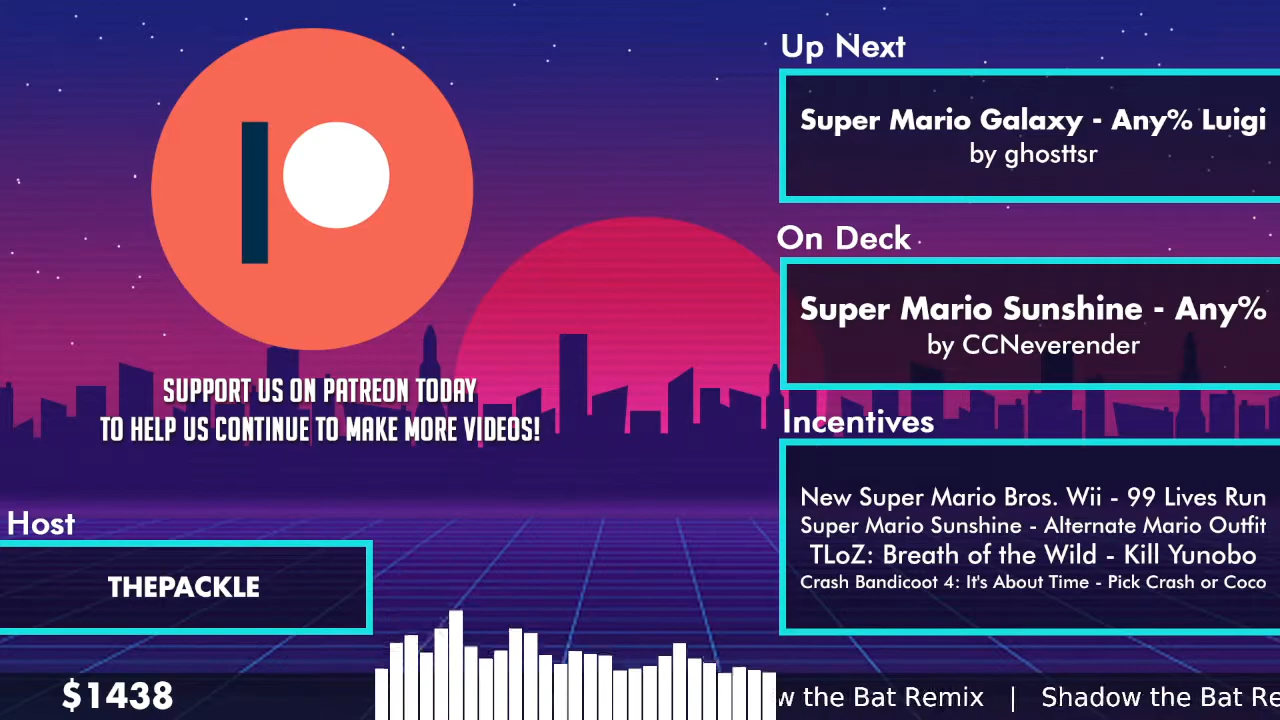 Up Next
Super Mario Galaxy - Any% Luigi
by ghosttsr
On Deck
Super Mario Sunshine - Any%
by CCNeverender
SUPPORT US ON PATREON TODAY
TO HELP US CONTINUE TO MAKE MORE VIDEOS!
Incentives
New Super Mario Bros. Wii - 99 Lives Run
Super Mario Sunshine - Alternate Mario Outfit
TLoZ: Breath of the Wild - Kill Yunobo
Crash Bandicoot 4: It's About Time - Pick Crash or Coco
Host
THEPACKLE
$1438
w the Bat Remix | Shadow the Bat Re